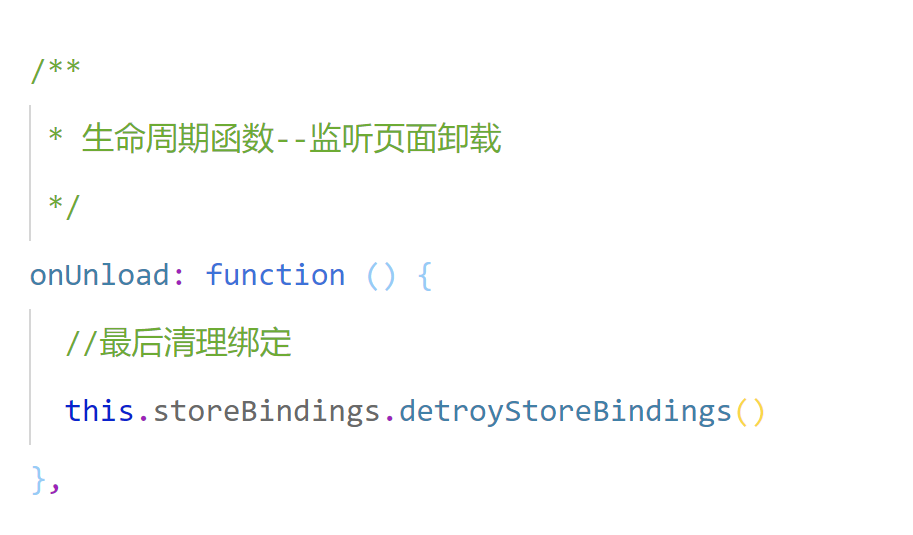 /**
* 生命周期函数--监听页面卸载
*/
onUnload: function () {
//最后清理绑定
this.storeBindings.detroyStoreBindings()
},